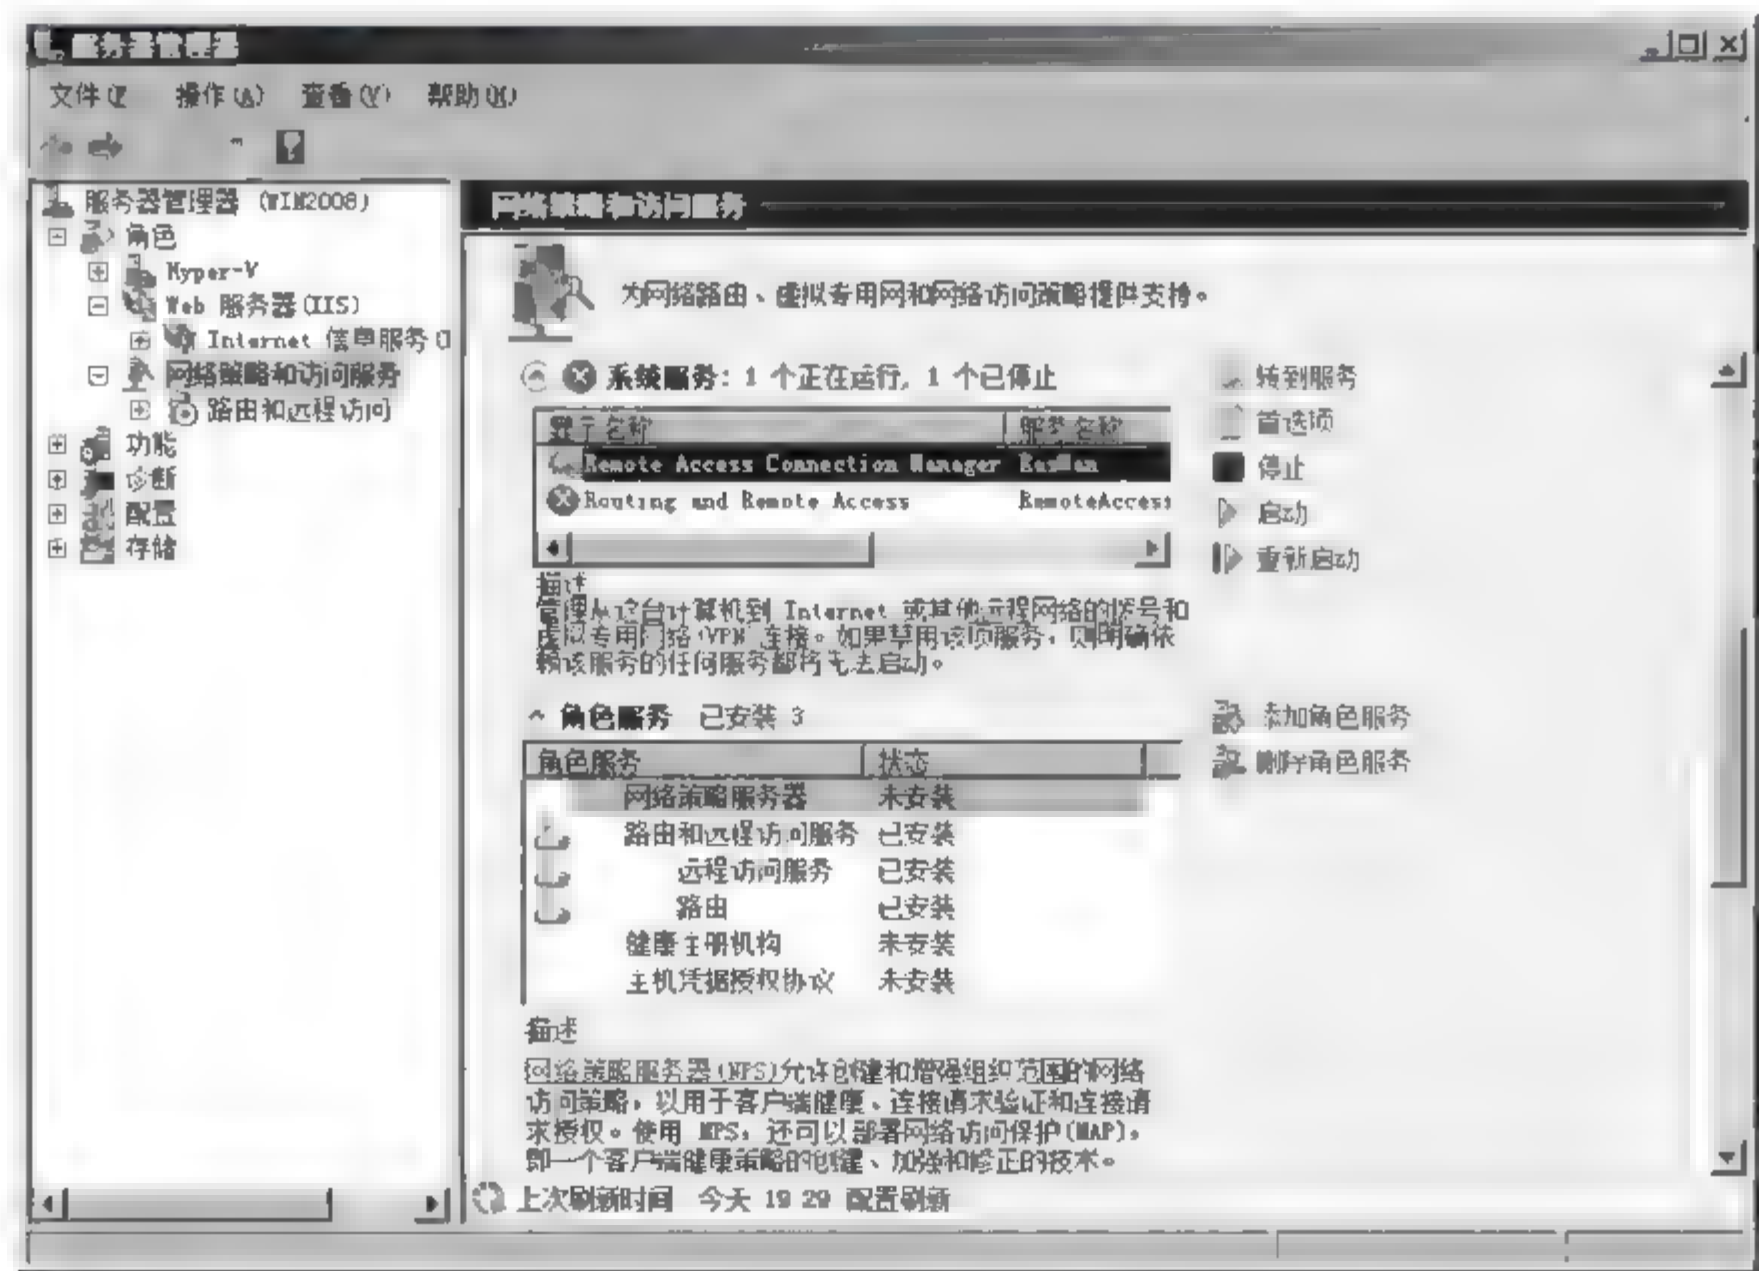 服务器管理器
文件(F 操作(A) 查看(V) 帮助(H)
服务器管理器 (WIN2008)
角色
Hyper-V
Web 服务器(IIS)
Internet 信息服务(I
网络策略和访问服务
路由和远程访问
功能
诊断
配置
存储
网络策略和访问服务
为网络路由、虚拟专用网和网络访问策略提供支持。
系统服务: 1 个正在运行, 1 个已停止
显示名称 服务名称
Remote Access Connection Manager RasMan
Routing and Remote Access RemoteAccess
转到服务
首选项
停止
启动
重新启动
描述
管理从这台计算机到 Internet 或其他远程网络的拨号和
虚拟专用网络(VPN)连接。如果禁用该项服务,则明确依
赖该服务的任何服务都将无法启动。
角色服务 已安装 3
角色服务 状态
网络策略服务器 未安装
路由和远程访问服务 已安装
远程访问服务 已安装
路由 已安装
健康注册机构 未安装
主机凭据授权协议 未安装
添加角色服务
删除角色服务
描述
网络策略服务器(NPS)允许创建和增强组织范围的网络
访问策略,以用于客户端健康、连接请求验证和连接请
求授权。使用 NPS,还可以部署网络访问保护(NAP),
即一个客户端健康策略的创建、加强和修正的技术。
上次刷新时间 今天 19 29 配置刷新